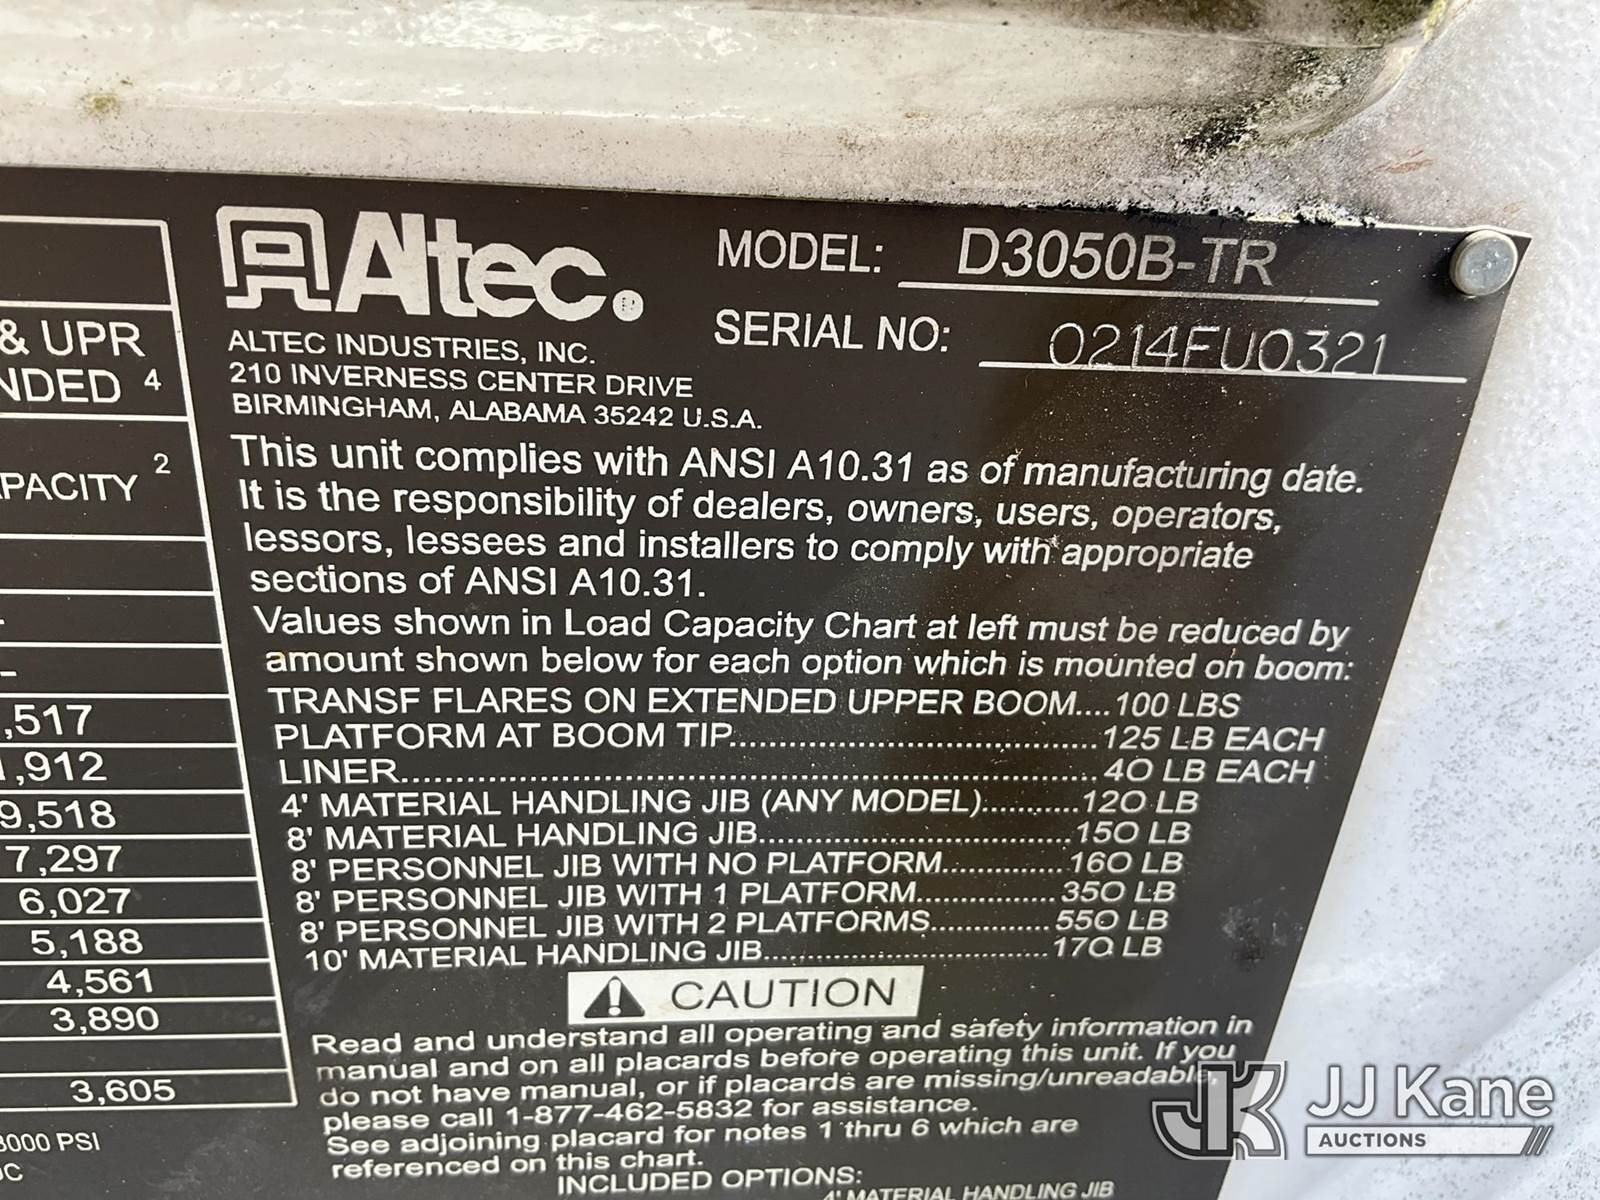 & UPR
NDED 4
PACITY 2
-
,517
,912
9,518
7,297
6,027
5,188
4,561
3,890
3,605
3000 PSI
Altec
ALTEC INDUSTRIES, INC.
210 INVERNESS CENTER DRIVE
BIRMINGHAM, ALABAMA 35242 U.S.A.
MODEL: D3050B-TR
SERIAL NO: 0214FU0321
This unit complies with ANSI A10.31 as of manufacturing date.
It is the responsibility of dealers, owners, users, operators,
lessors, lessees and installers to comply with appropriate
sections of ANSI A10.31.
Values shown in Load Capacity Chart at left must be reduced by
amount shown below for each option which is mounted on boom:
TRANSF FLARES ON EXTENDED UPPER BOOM....100 LBS
PLATFORM AT BOOM TIP....................................125 LB EACH
LINER.....................................................................40 LB EACH
4' MATERIAL HANDLING JIB (ANY MODEL)..........120 LB
8' MATERIAL HANDLING JIB................................150 LB
8' PERSONNEL JIB WITH NO PLATFORM.............160 LB
8' PERSONNEL JIB WITH 1 PLATFORM...............350 LB
8' PERSONNEL JIB WITH 2 PLATFORMS.............550 LB
10' MATERIAL HANDLING JIB..............................170 LB
CAUTION
Read and understand all operating and safety information in
manual and on all placards before operating this unit. If you
do not have manual, or if placards are missing/unreadable,
please call 1-877-462-5832 for assistance.
See adjoining placard for notes 1 thru 6 which are
referenced on this chart.
INCLUDED OPTIONS:
4' MATERIAL HANDLING JIB
JK JJ Kane
AUCTIONS